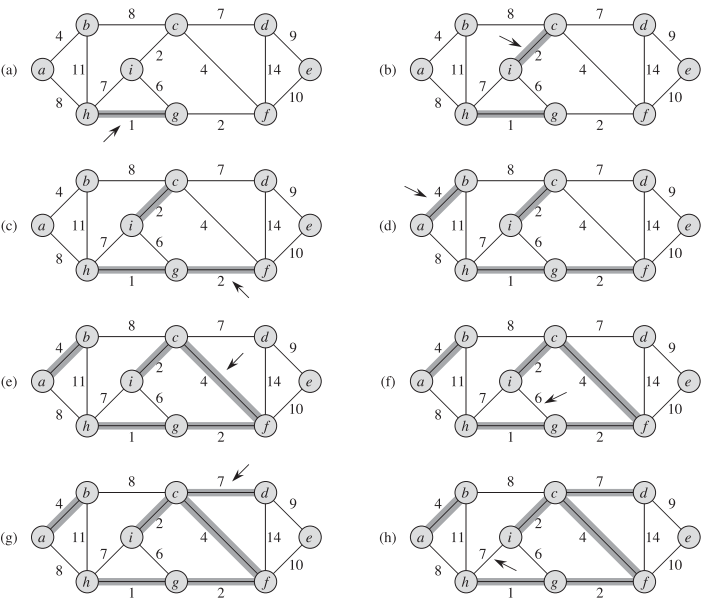 b 8 c 7 d b 8 c 7 d
4 9 4 9
2 2
(a) a 11 i 4 14 e (b) a 11 i 4 14 e
8 7 6 10 8 7 6 10
h g f h g f
1 2 1 2
b 8 c 7 d b 8 c 7 d
4 9 4 9
2 2
(c) a 11 i 4 14 e (d) a 11 i 4 14 e
8 7 6 10 8 7 6 10
h g f h g f
1 2 1 2
b 8 c 7 d b 8 c 7 d
4 9 4 9
2 2
(e) a 11 i 4 14 e (f) a 11 i 4 14 e
8 7 6 10 8 7 6 10
h g f h g f
1 2 1 2
b 8 c 7 d b 8 c 7 d
4 9 4 9
2 2
(g) a 11 i 4 14 e (h) a 11 i 4 14 e
8 7 6 10 8 7 6 10
h g f h g f
1 2 1 2